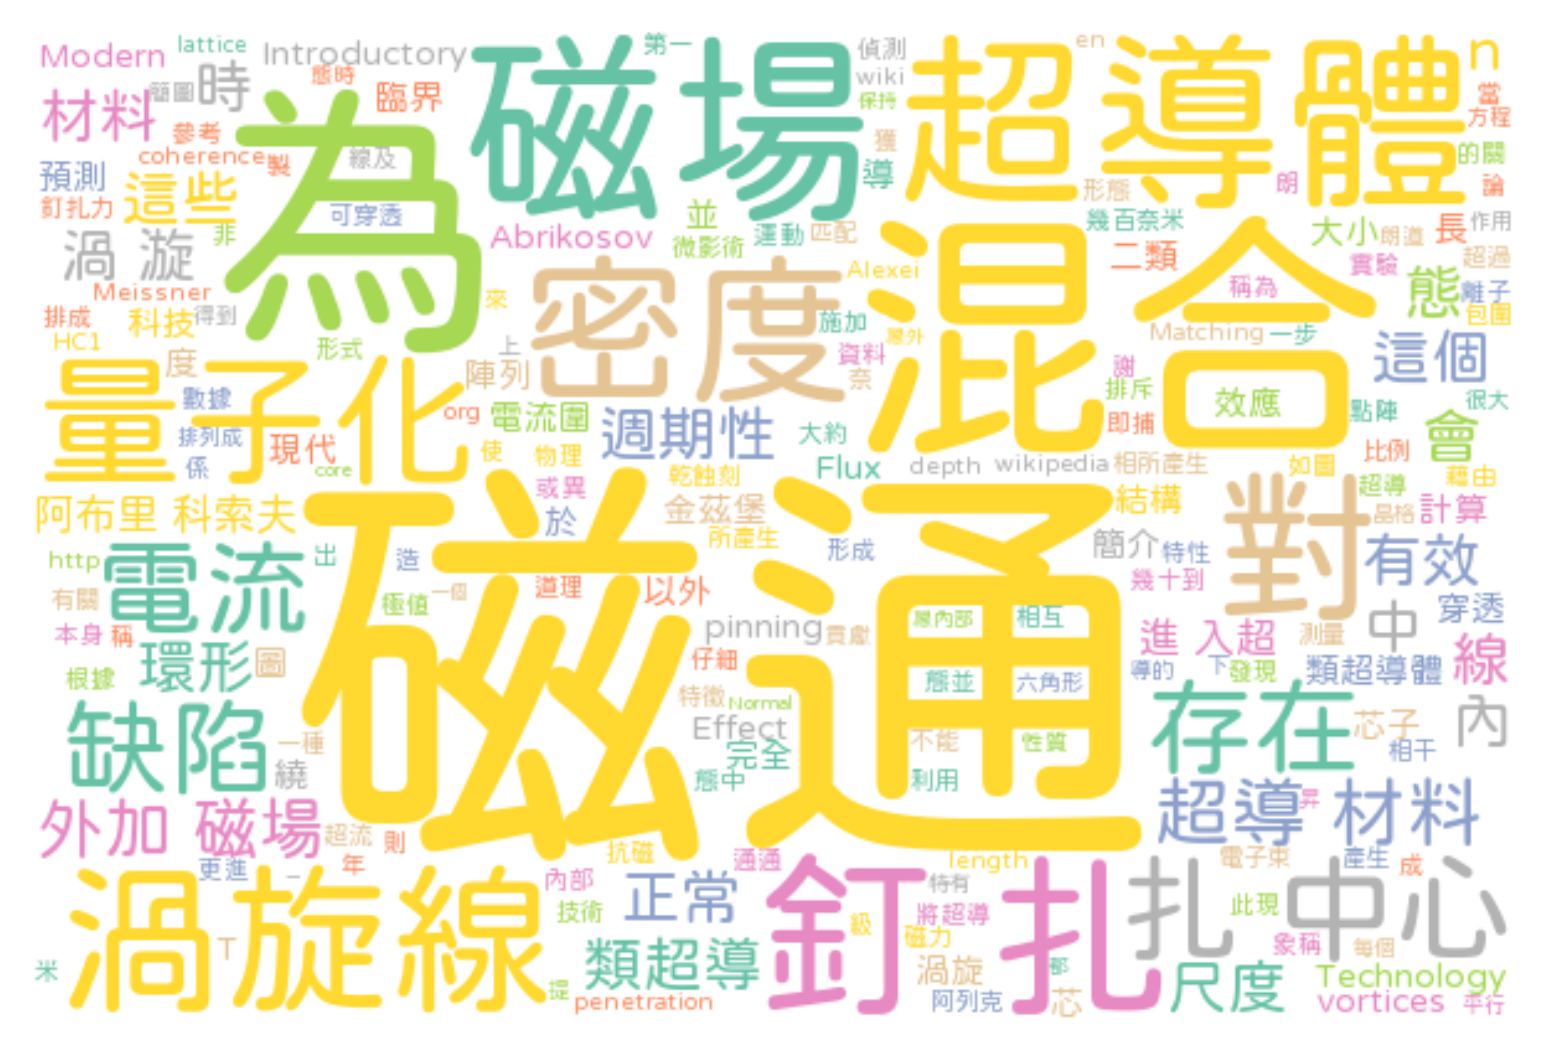 Modern
lattice
Introductory
磁場
第一
偵測
wiki
保持
超導體
en
n
當
方程
材料
簡圖
時
態時
臨界
為
參考
coherence
製
線及
獲
導
形態
朗
的關
論
預測
這些
釘扎力
可穿透
非
Abrikosov
並
微影術
運動
匹配
幾百奈米
二類
大小
朗道
長
作用
渦漩
Meissner
混合
Alexei
稱為
實驗
超過
態
離子
包圍
排成
科技
得到
HC1
來
密度
施加
Matching
一步
形式
上
資料
這個
度
量子化
數據
陣列
奈
謝
排斥
效應
點陣
很大
排列成
現代
org
電流圍
週期性
大約
即捕
比例
會
係
core
使
物理
Flux
depth
wikipedia
相所產生
如圖
藉由
超導
阿布里
科索夫
或異
乾蝕刻
金茲堡
結構
對
晶格
計算
於
所產生
形成
簡介
特性
有效
http
電流
出
造
一個
道理
以外
幾十到
有關
極值
磁通
屋內部
相互
穿透
本身
稱
環形
圖
pinning
貢獻
進
入超
測量
中
線
根據
仔細
態並
六角形
導的
下
發現
類超導體
缺陷
一種
特徵
Normal
Effect
完全
不能
性質
存在
芯子
內
相干
繞
態中
利用
外加
磁場
超流
則
超導
昇
材料
更進
年
抗磁
通通
length
電子束
產生
成
渦旋線
內部
技術
正常
釘扎
特有
將超導
級
磁力
扎
中心
此現
象稱
每個
T
米
提
類超導
渦旋
都
penetration
阿列克
芯
尺度
Technology
vortices
平行